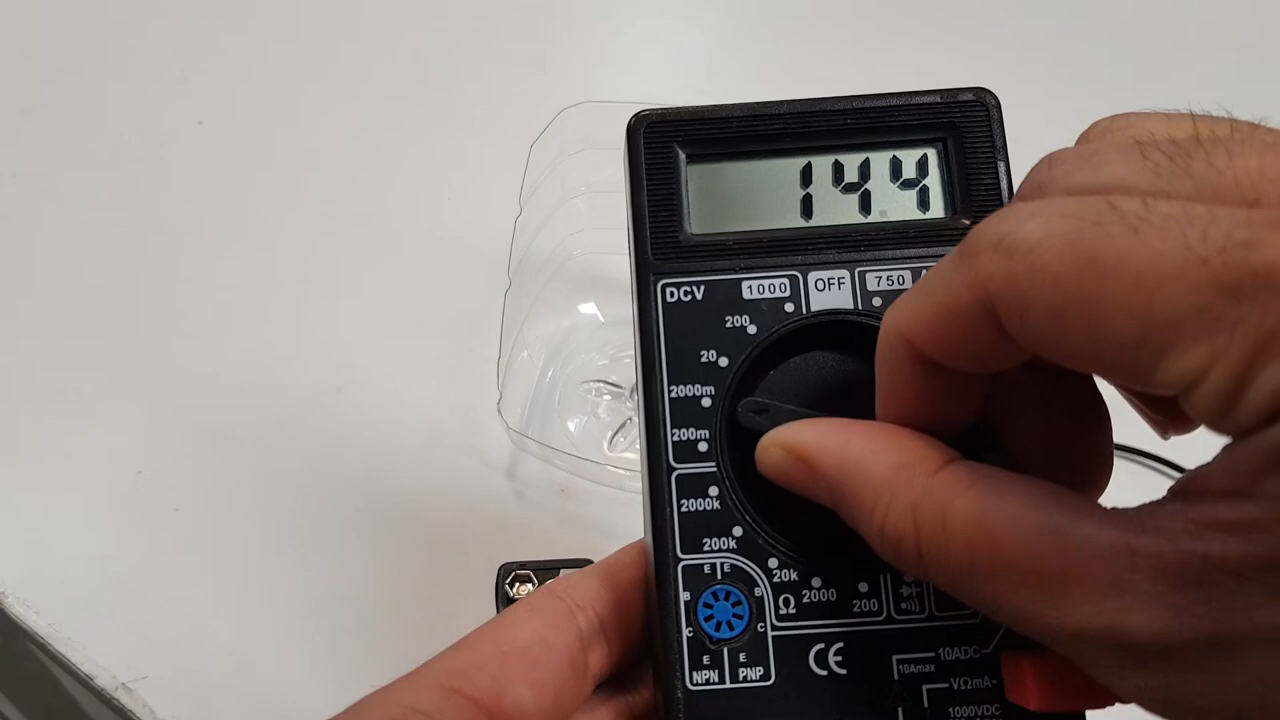 144
DCV 1000 OFF 750
200
20
2000m
200m
2000k
200k
20k
Ω 2000 200
E E
B B
C C
E E
NPN PNP
CE
10ADC
10Amax
VΩmA
1000VDC